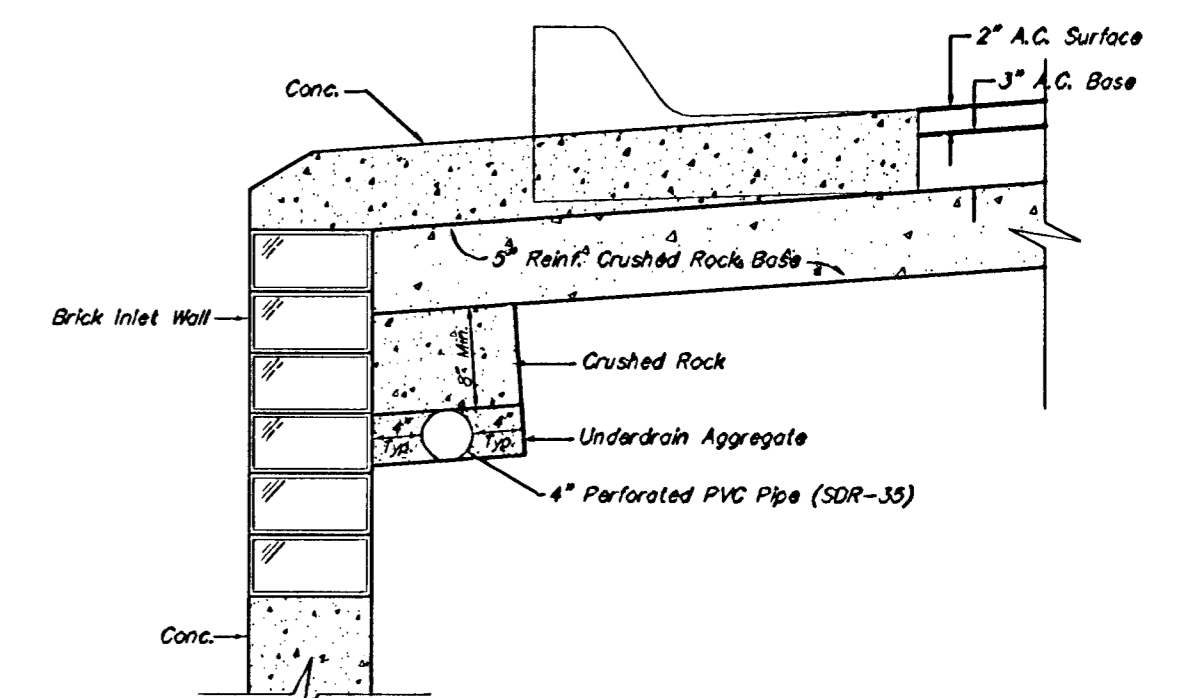 2" A.C. Surface
3" A.C. Base
Conc.
5" Reinf. Crushed Rock Base
Brick Inlet Wall
8" Min.
Crushed Rock
4" Typ.
4" Typ.
Underdrain Aggregate
4" Perforated PVC Pipe (SDR-35)
Conc.